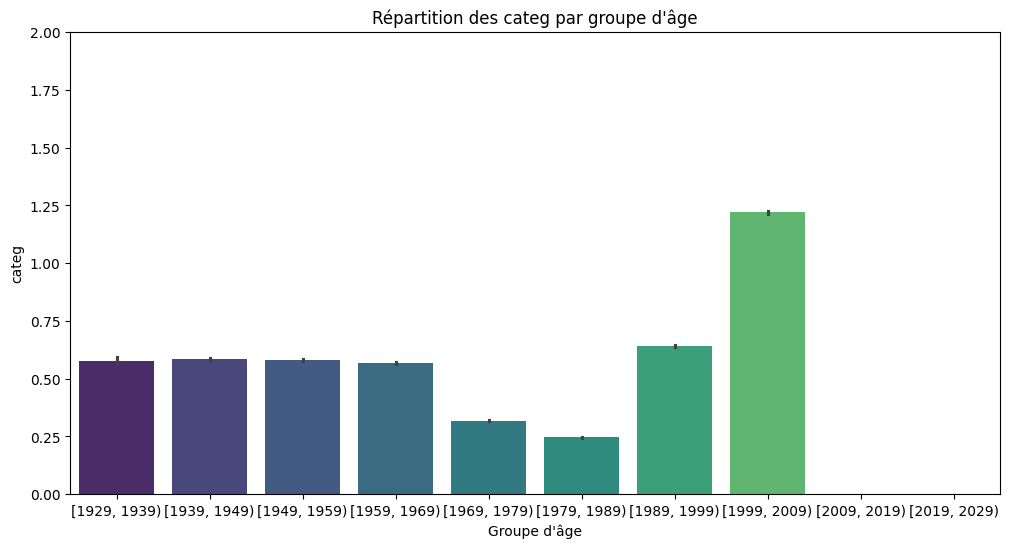 Répartition des categ par groupe d'âge
2.00
1.75
1.50
1.25
1.00
0.75
0.50
0.25
0.00
categ
[1929, 1939) [1939, 1949) [1949, 1959) [1959, 1969) [1969, 1979) [1979, 1989) [1989, 1999) [1999, 2009) [2009, 2019) [2019, 2029)
Groupe d'âge